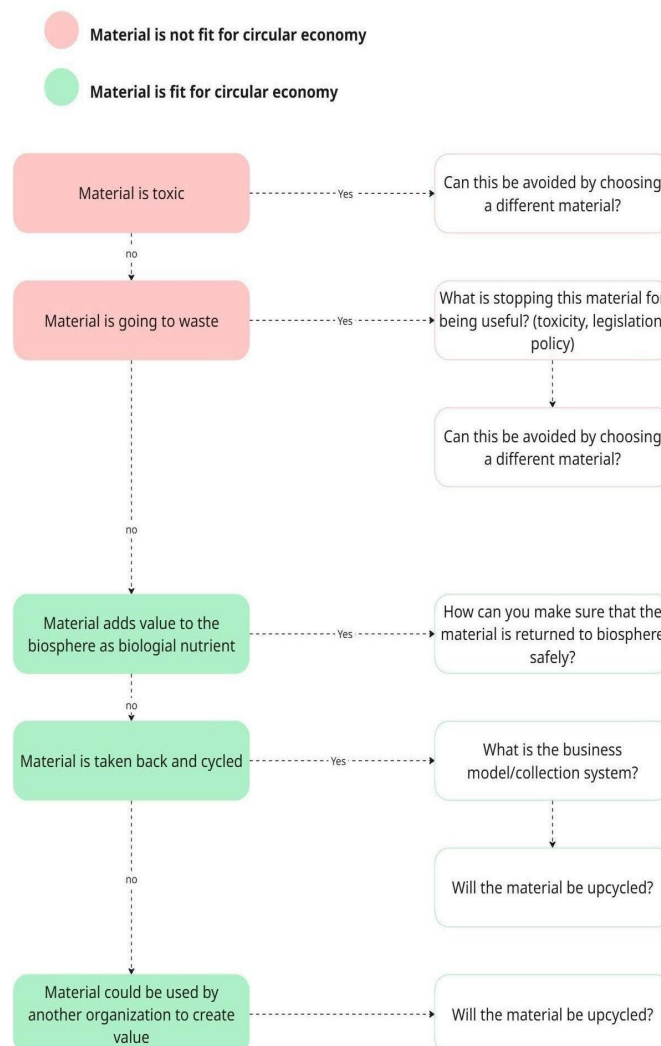 Material is not fit for circular economy
Material is fit for circular economy
Material is toxic
Yes
Can this be avoided by choosing
a different material?
no
Material is going to waste
Yes
What is stopping this material for
being useful? (toxicity, legislation,
policy)
Can this be avoided by choosing
a different material?
no
Material adds value to the
biosphere as biologial nutrient
Yes
How can you make sure that the
material is returned to biosphere
safely?
no
Material is taken back and cycled
Yes
What is the business
model/collection system?
no
Will the material be upcycled?
Material could be used by
another organization to create
value
Will the material be upcycled?